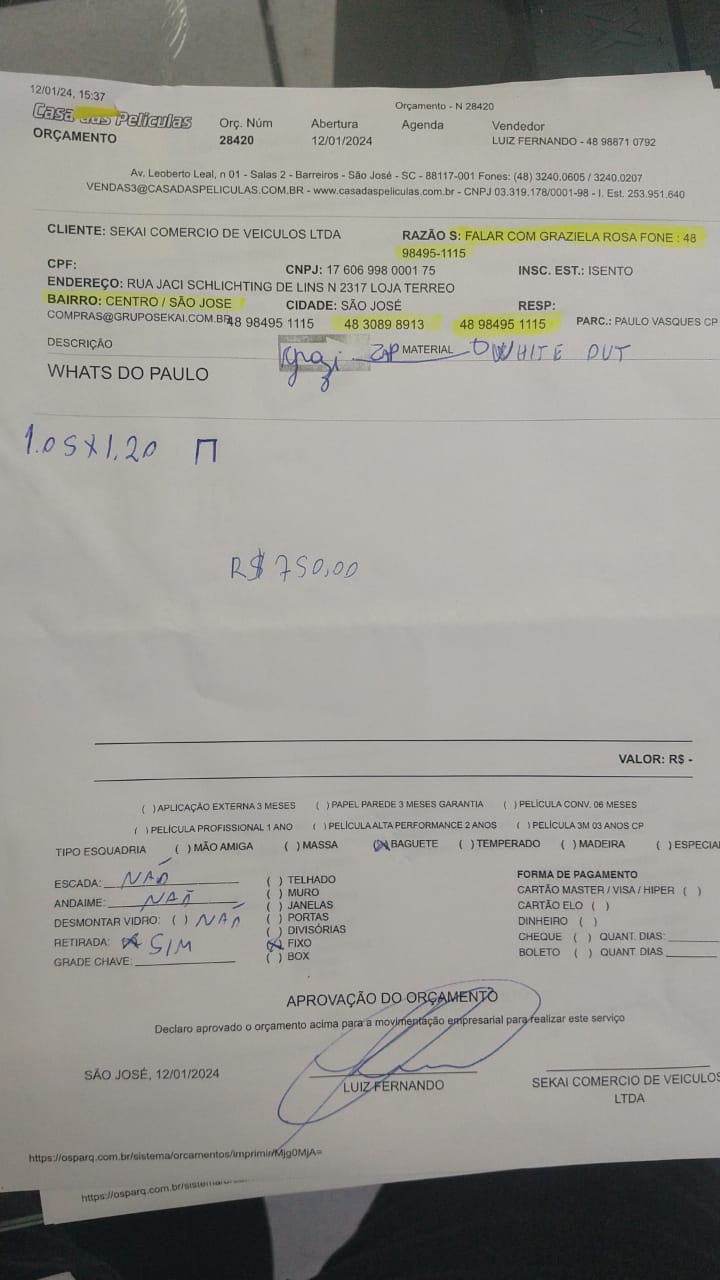 12/01/24, 15:37
Orçamento - N 28420
Casa das Películas
ORÇAMENTO
Orç. Núm Abertura Agenda Vendedor
28420 12/01/2024 LUIZ FERNANDO - 48 98871 0792
Av. Leoberto Leal, n 01 - Salas 2 - Barreiros - São José - SC - 88117-001 Fones: (48) 3240.0605 / 3240.0207
VENDAS3@CASADASPELICULAS.COM.BR - www.casadaspeliculas.com.br - CNPJ 03.319.178/0001-98 - I. Est. 253.951.640
CLIENTE: SEKAI COMERCIO DE VEICULOS LTDA RAZÃO S: FALAR COM GRAZIELA ROSA FONE : 48
98495-1115
CPF: CNPJ: 17 606 998 0001 75 INSC. EST.: ISENTO
ENDEREÇO: RUA JACI SCHLICHTING DE LINS N 2317 LOJA TERREO
BAIRRO: CENTRO / SÃO JOSE CIDADE: SÃO JOSÉ RESP:
COMPRAS@GRUPOSEKAI.COM.BR 48 98495 1115 48 3089 8913 48 98495 1115 PARC.: PAULO VASQUES CP
DESCRIÇÃO Grazi ZAP MATERIAL WHITE OUT
WHATS DO PAULO
1.05 X 1.20
R$ 750,00
VALOR: R$ -
( ) APLICAÇÃO EXTERNA 3 MESES ( ) PAPEL PAREDE 3 MESES GARANTIA ( ) PELÍCULA CONV. 06 MESES
( ) PELÍCULA PROFISSIONAL 1 ANO ( ) PELÍCULA ALTA PERFORMANCE 2 ANOS ( ) PELÍCULA 3M 03 ANOS CP
TIPO ESQUADRIA ( ) MÃO AMIGA ( ) MASSA (X) BAGUETE ( ) TEMPERADO ( ) MADEIRA ( ) ESPECIA
ESCADA: NÃO
ANDAIME: NÃO
DESMONTAR VIDRO: ( ) NÃO
RETIRADA: (X) SIM
GRADE CHAVE:
( ) TELHADO
( ) MURO
( ) JANELAS
( ) PORTAS
( ) DIVISÓRIAS
(X) FIXO
( ) BOX
FORMA DE PAGAMENTO
CARTÃO MASTER / VISA / HIPER ( )
CARTÃO ELO ( )
DINHEIRO ( )
CHEQUE ( ) QUANT. DIAS:
BOLETO ( ) QUANT. DIAS
APROVAÇÃO DO ORÇAMENTO
Declaro aprovado o orçamento acima para a movimentação empresarial para realizar este serviço
SÃO JOSÉ, 12/01/2024
LUIZ FERNANDO
SEKAI COMERCIO DE VEICULOS
LTDA
https://osparq.com.br/sistema/orcamentos/imprimir/Mjg0MjA=